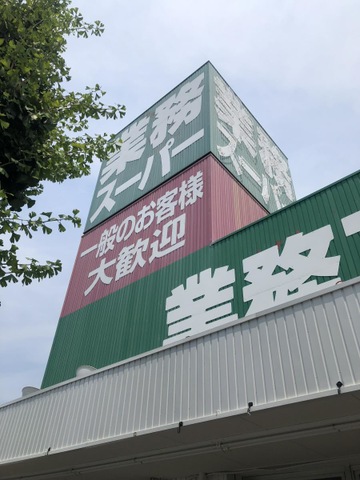 業務
スーパー
業務
スーパー
一般のお客様
大歓迎
業務